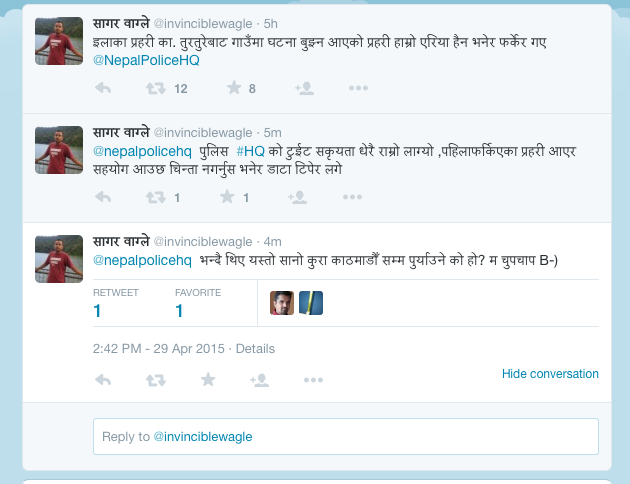 सागर वाग्ले @invinciblewagle · 5h
इलाका प्रहरी का. तुरतुरेबाट गाउँमा घटना बुझ्न आएको प्रहरी हाम्रो एरिया हैन भनेर फर्केर गए
@NepalPoliceHQ
12 8
सागर वाग्ले @invinciblewagle · 5m
@nepalpolicehq पुलिस #HQ को टुईट सकृयता धेरै राम्रो लाग्यो ,पहिलाफर्किएका प्रहरी आएर
सहयोग आउछ चिन्ता नगर्नुस भनेर डाटा टिपेर लगे
1 1
सागर वाग्ले @invinciblewagle · 4m
@nepalpolicehq भन्दै थिए यस्तो सानो कुरा काठमाडौँ सम्म पुर्याउने को हो? म चुपचाप B-)
RETWEET FAVORITE
1 1
2:42 PM - 29 Apr 2015 · Details
Hide conversation
Reply to @invinciblewagle